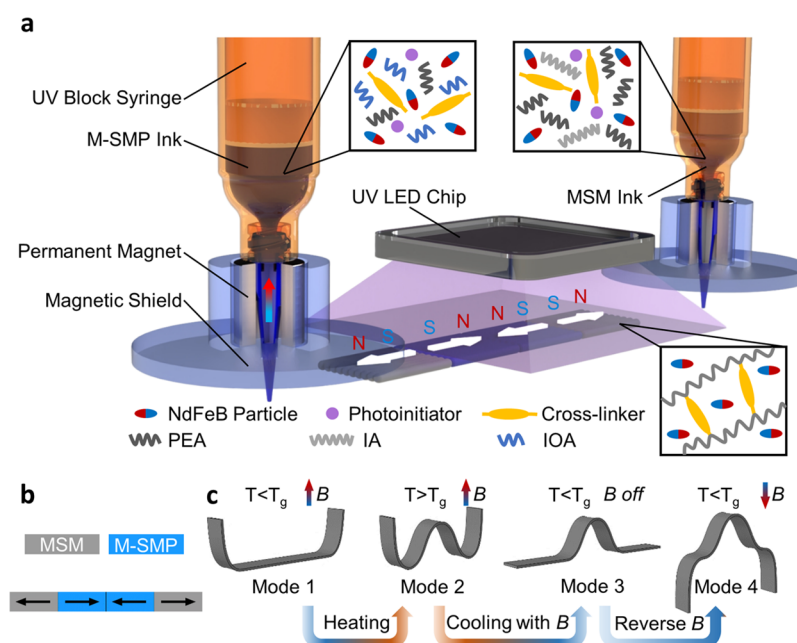 a
UV Block Syringe
M-SMP Ink
UV LED Chip
MSM Ink
Permanent Magnet
Magnetic Shield
N S S N N S S N
NdFeB Particle
Photoinitiator
Cross-linker
PEA
IA
IOA
b
MSM
M-SMP
c
T<Tg B
T>Tg B
T<Tg B off
T<Tg B
Mode 1
Mode 2
Mode 3
Mode 4
Heating
Cooling with B
Reverse B